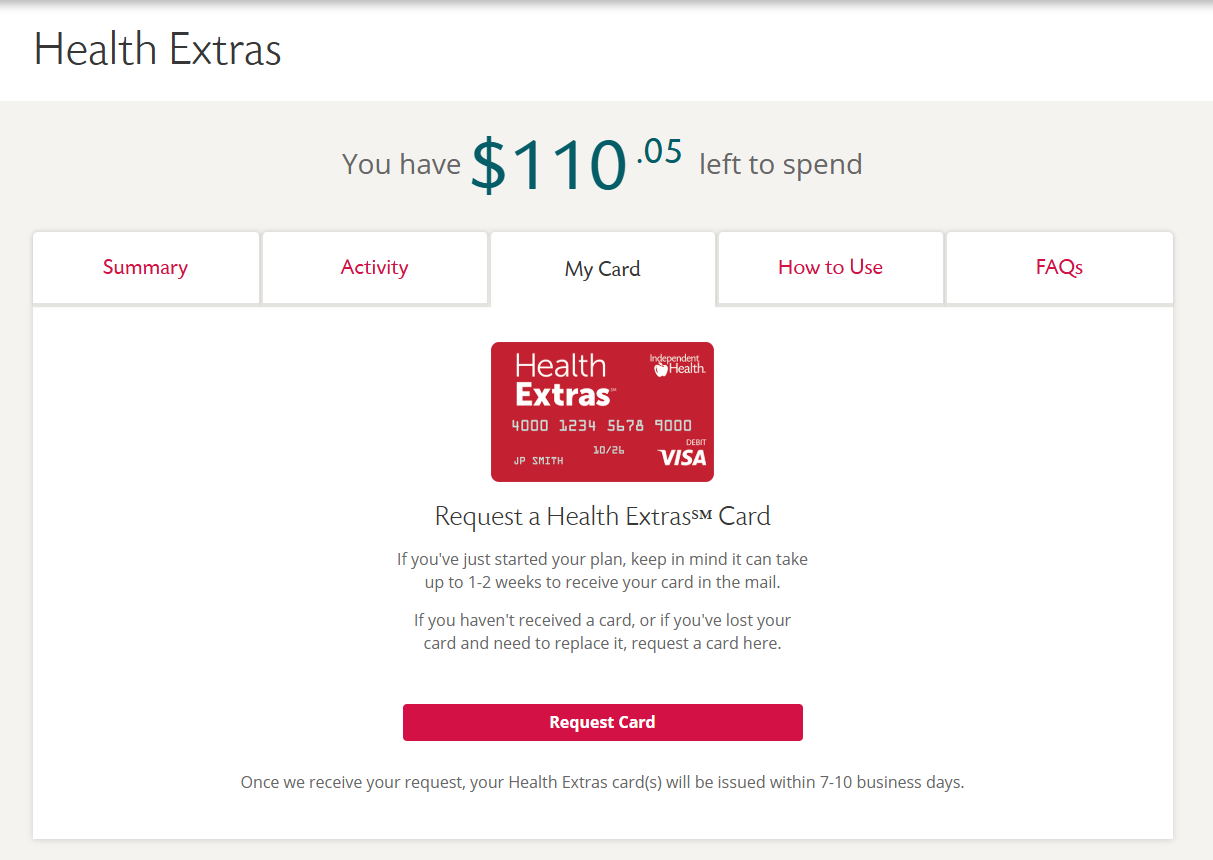 Health Extras
You have $110.05 left to spend
Summary
Activity
My Card
How to Use
FAQs
Health
Extras™
Independent
Health.
4000 1234 5678 9000
10/26
JP SMITH
DEBIT
VISA
Request a Health Extras℠ Card
If you've just started your plan, keep in mind it can take
up to 1-2 weeks to receive your card in the mail.
If you haven't received a card, or if you've lost your
card and need to replace it, request a card here.
Request Card
Once we receive your request, your Health Extras card(s) will be issued within 7-10 business days.